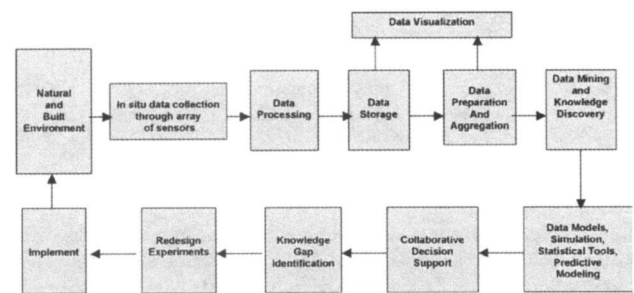 Data Visualization
Natural
and
Built
Environment
In situ data collection
through array
of sensors
Data
Processing
Data
Storage
Data
Preparation
And
Aggregation
Data Mining
and
Knowledge
Discovery
Data Models,
Simulation,
Statistical Tools,
Predictive
Modeling
Collaborative
Decision
Support
Knowledge
Gap
Identification
Redesign
Experiments
Implement